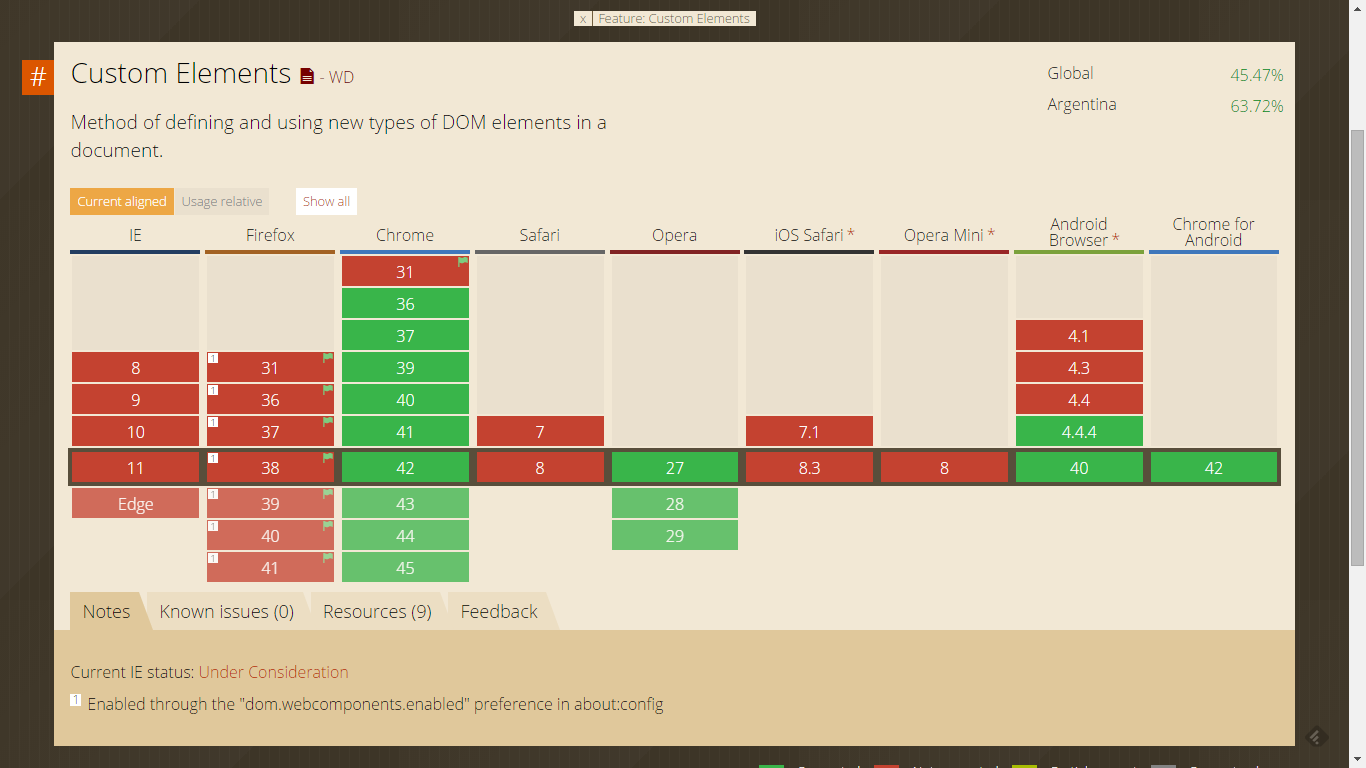 x Feature: Custom Elements
# Custom Elements - WD
Global 45.47%
Argentina 63.72%
Method of defining and using new types of DOM elements in a
document.
Current aligned Usage relative Show all
IE Firefox Chrome Safari Opera iOS Safari * Opera Mini * Android Browser * Chrome for Android
31
36
37
8 1 31 39 4.1
9 1 36 40 4.3
10 1 37 41 7 7.1 4.4
4.4.4
11 1 38 42 8 27 8.3 8 40 42
Edge 1 39 43 28
1 40 44 29
1 41 45
Notes Known issues (0) Resources (9) Feedback
Current IE status: Under Consideration
1 Enabled through the "dom.webcomponents.enabled" preference in about:config